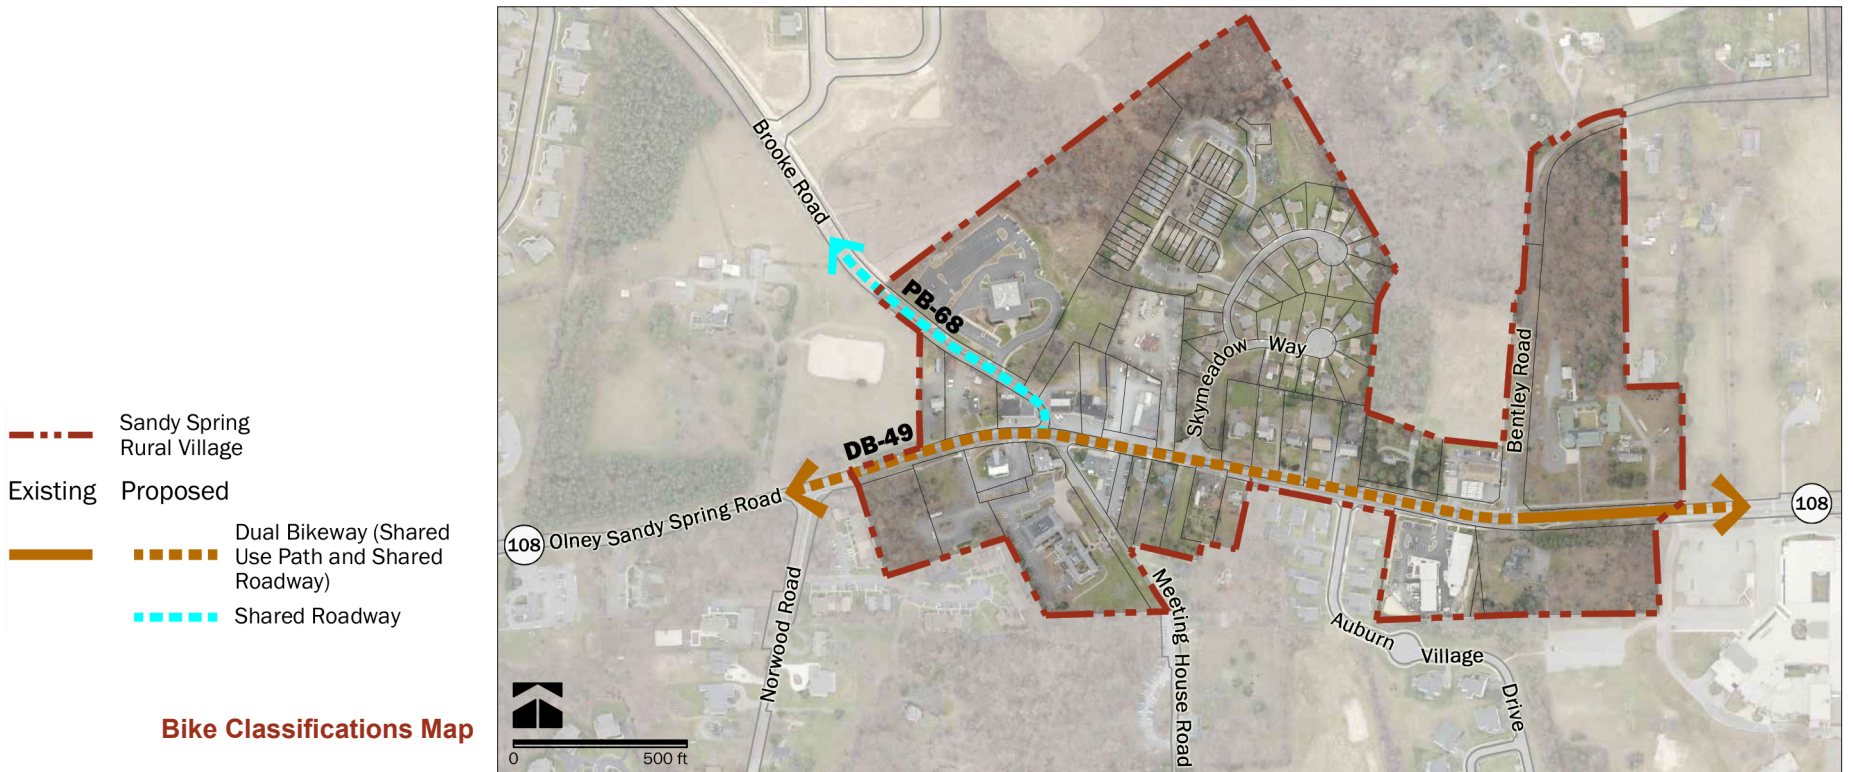 Sandy Spring
Rural Village
Existing Proposed
Dual Bikeway (Shared
Use Path and Shared
Roadway)
Shared Roadway
Bike Classifications Map
Brooke Road
PB-68
DB-49
Skymeadow Way
Bentley Road
108
Olney Sandy Spring Road
108
Norwood Road
Meeting House Road
Auburn Village Drive
0 500 ft